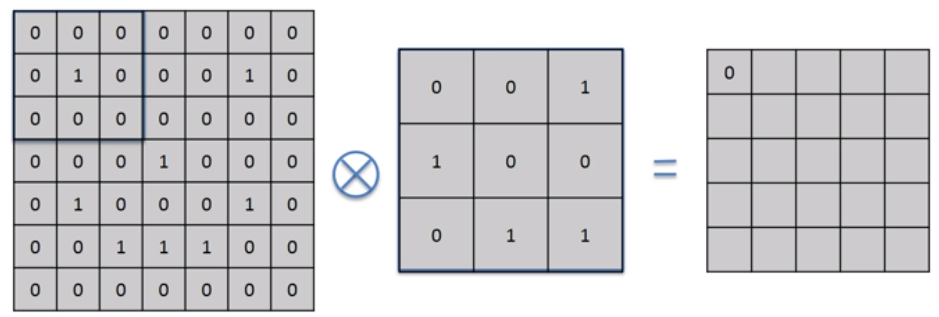 0 0 0 0 0 0 0
0 1 0 0 0 1 0
0 0 0 0 0 0 0
0 0 0 1 0 0 0
0 1 0 0 0 1 0
0 0 1 1 1 0 0
0 0 0 0 0 0 0
⊗
0 0 1
1 0 0
0 1 1
=
0